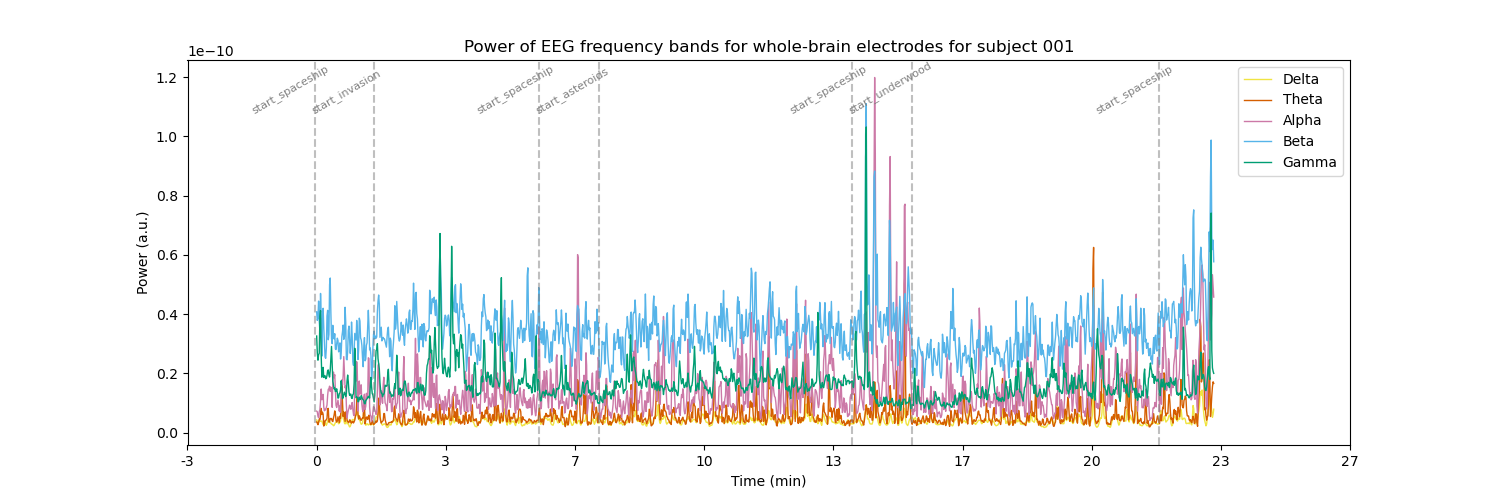 Power of EEG frequency bands for whole-brain electrodes for subject 001
1e−10
start_spaceship
start_invasion
start_spaceship
start_asteroids
start_spaceship
start_underwood
start_spaceship
Delta
Theta
Alpha
Beta
Gamma
1.2
1.0
0.8
0.6
0.4
0.2
0.0
Power (a.u.)
-3 0 3 7 10 13 17 20 23 27
Time (min)